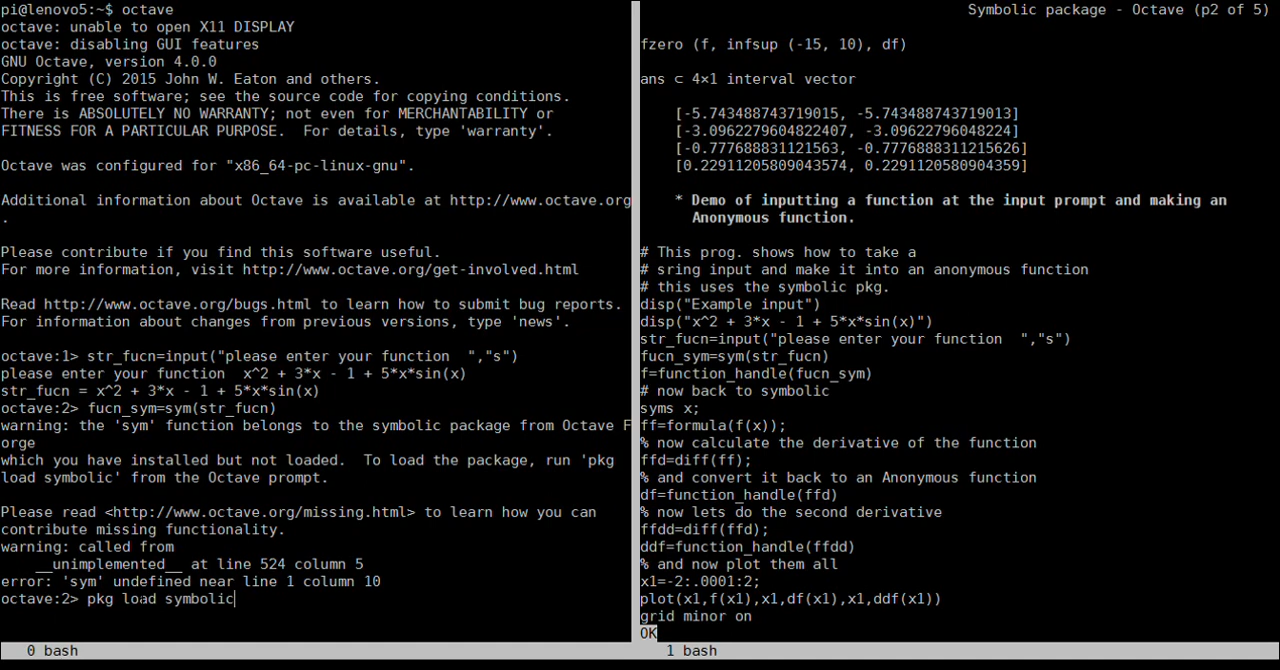 pi@lenovo5:~$ octave
octave: unable to open X11 DISPLAY
octave: disabling GUI features
GNU Octave, version 4.0.0
Copyright (C) 2015 John W. Eaton and others.
This is free software; see the source code for copying conditions.
There is ABSOLUTELY NO WARRANTY; not even for MERCHANTABILITY or
FITNESS FOR A PARTICULAR PURPOSE.  For details, type 'warranty'.
Octave was configured for "x86_64-pc-linux-gnu".
Additional information about Octave is available at http://www.octave.org
.
Please contribute if you find this software useful.
For more information, visit http://www.octave.org/get-involved.html
Read http://www.octave.org/bugs.html to learn how to submit bug reports.
For information about changes from previous versions, type 'news'.
octave:1> str_fucn=input("please enter your function  ","s")
please enter your function  x^2 + 3*x - 1 + 5*x*sin(x)
str_fucn = x^2 + 3*x - 1 + 5*x*sin(x)
octave:2> fucn_sym=sym(str_fucn)
warning: the 'sym' function belongs to the symbolic package from Octave F
orge
which you have installed but not loaded.  To load the package, run 'pkg
load symbolic' from the Octave prompt.
Please read <http://www.octave.org/missing.html> to learn how you can
contribute missing functionality.
warning: called from
    __unimplemented__ at line 524 column 5
error: 'sym' undefined near line 1 column 10
octave:2> pkg load symbolic
0 bash
Symbolic package - Octave (p2 of 5)
fzero (f, infsup (-15, 10), df)
ans ⊂ 4×1 interval vector
[-5.743488743719015, -5.743488743719013]
[-3.0962279604822407, -3.09622796048224]
[-0.777688831121563, -0.7776888311215626]
[0.22911205809043574, 0.2291120580904359]
* Demo of inputting a function at the input prompt and making an
Anonymous function.
# This prog. shows how to take a
# sring input and make it into an anonymous function
# this uses the symbolic pkg.
disp("Example input")
disp("x^2 + 3*x - 1 + 5*x*sin(x)")
str_fucn=input("please enter your function  ","s")
fucn_sym=sym(str_fucn)
f=function_handle(fucn_sym)
# now back to symbolic
syms x;
ff=formula(f(x));
% now calculate the derivative of the function
ffd=diff(ff);
% and convert it back to an Anonymous function
df=function_handle(ffd)
% now lets do the second derivative
ffdd=diff(ffd);
ddf=function_handle(ffdd)
% and now plot them all
x1=-2:.0001:2;
plot(x1,f(x1),x1,df(x1),x1,ddf(x1))
grid minor on
OK
1 bash